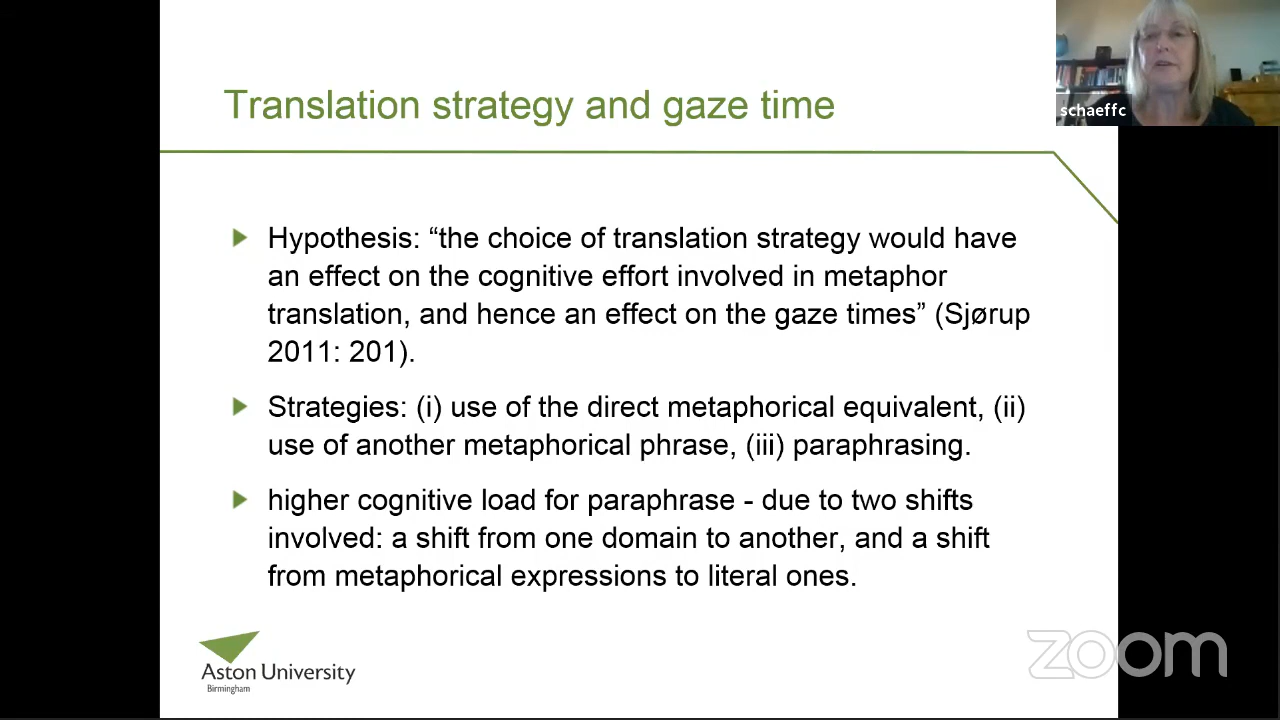 Translation strategy and gaze time
schaeffc
Hypothesis: “the choice of translation strategy would have
an effect on the cognitive effort involved in metaphor
translation, and hence an effect on the gaze times” (Sjørup
2011: 201).
Strategies: (i) use of the direct metaphorical equivalent, (ii)
use of another metaphorical phrase, (iii) paraphrasing.
higher cognitive load for paraphrase - due to two shifts
involved: a shift from one domain to another, and a shift
from metaphorical expressions to literal ones.
Aston University
Birmingham
zoom